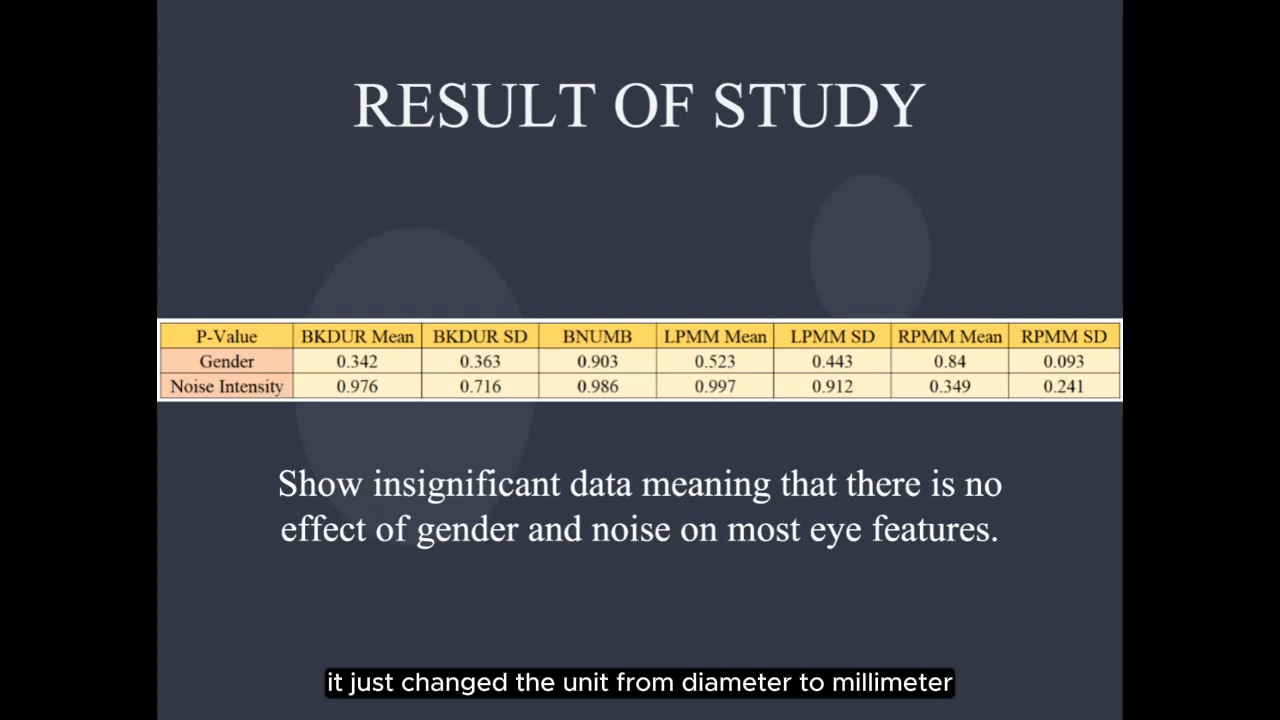 RESULT OF STUDY
P-Value BKDUR Mean BKDUR SD BNUMB LPMM Mean LPMM SD RPMM Mean RPMM SD
Gender 0.342 0.363 0.903 0.523 0.443 0.84 0.093
Noise Intensity 0.976 0.716 0.986 0.997 0.912 0.349 0.241
Show insignificant data meaning that there is no
effect of gender and noise on most eye features.
it just changed the unit from diameter to millimeter